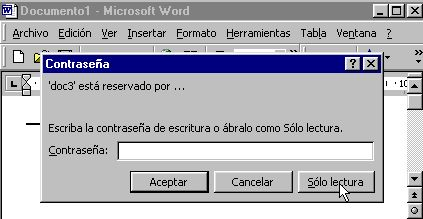 Documento1 - Microsoft Word
Archivo Edición Ver Insertar Formato Herramientas Tabla Ventana ?
Contraseña
'doc3' está reservado por ...
Escriba la contraseña de escritura o ábralo como Sólo lectura.
Contraseña:
Aceptar Cancelar Sólo lectura